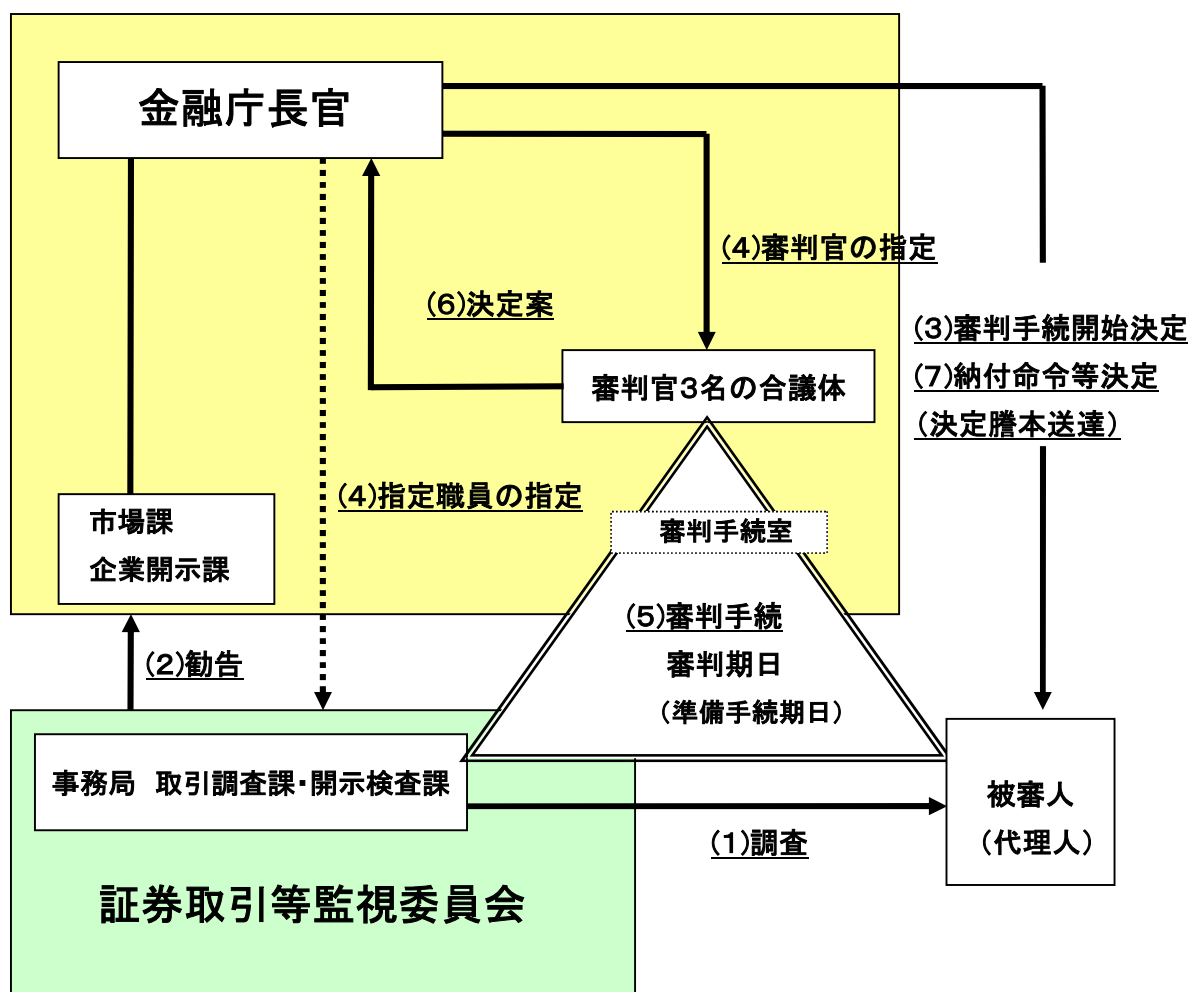 金融庁長官
(4)審判官の指定
(6)決定案
(3)審判手続開始決定
(7)納付命令等決定
（決定謄本送達）
審判官3名の合議体
(4)指定職員の指定
市場課
企業開示課
審判手続室
(5)審判手続
審判期日
（準備手続期日）
(2)勧告
事務局　取引調査課・開示検査課
(1)調査
被審人
（代理人）
証券取引等監視委員会